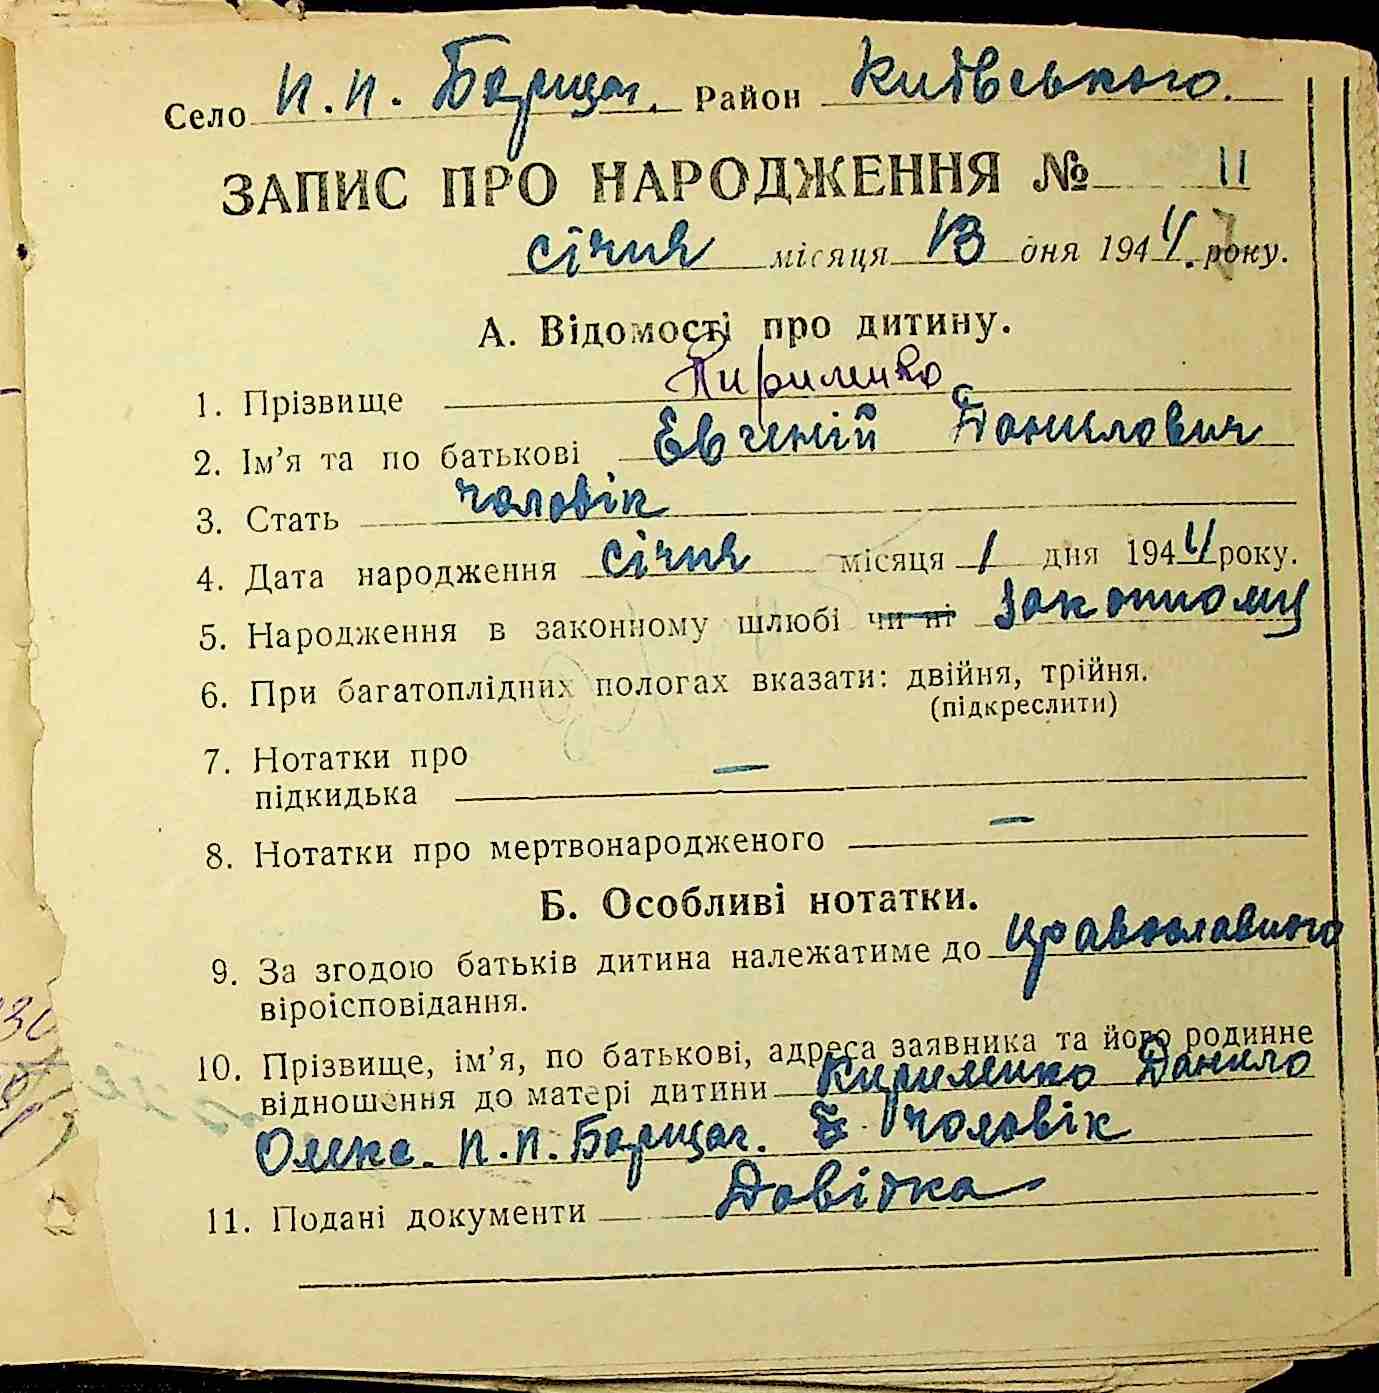 Село П.П. Борщаг. Район Київського.
ЗАПИС ПРО НАРОДЖЕННЯ № 11
січня місяця 13 дня 1944. року.
А. Відомості про дитину.
1. Прізвище Кириленко
2. Ім'я та по батькові Евгеній Данилович
3. Стать чоловік
4. Дата народження січня місяця 1 дня 1944 року.
5. Народження в законному шлюбі чи ні законному
6. При багатоплідних пологах вказати: двійня, трійня.
(підкреслити)
7. Нотатки про —
підкидька
8. Нотатки про мертвонародженого —
Б. Особливі нотатки.
9. За згодою батьків дитина належатиме до православного
віроісповідання.
10. Прізвище, ім'я, по батькові, адреса заявника та його родинне
відношення до матері дитини Кириленко Данило
Олекс. П.П. Борщаг. чоловік
11. Подані документи Довідка